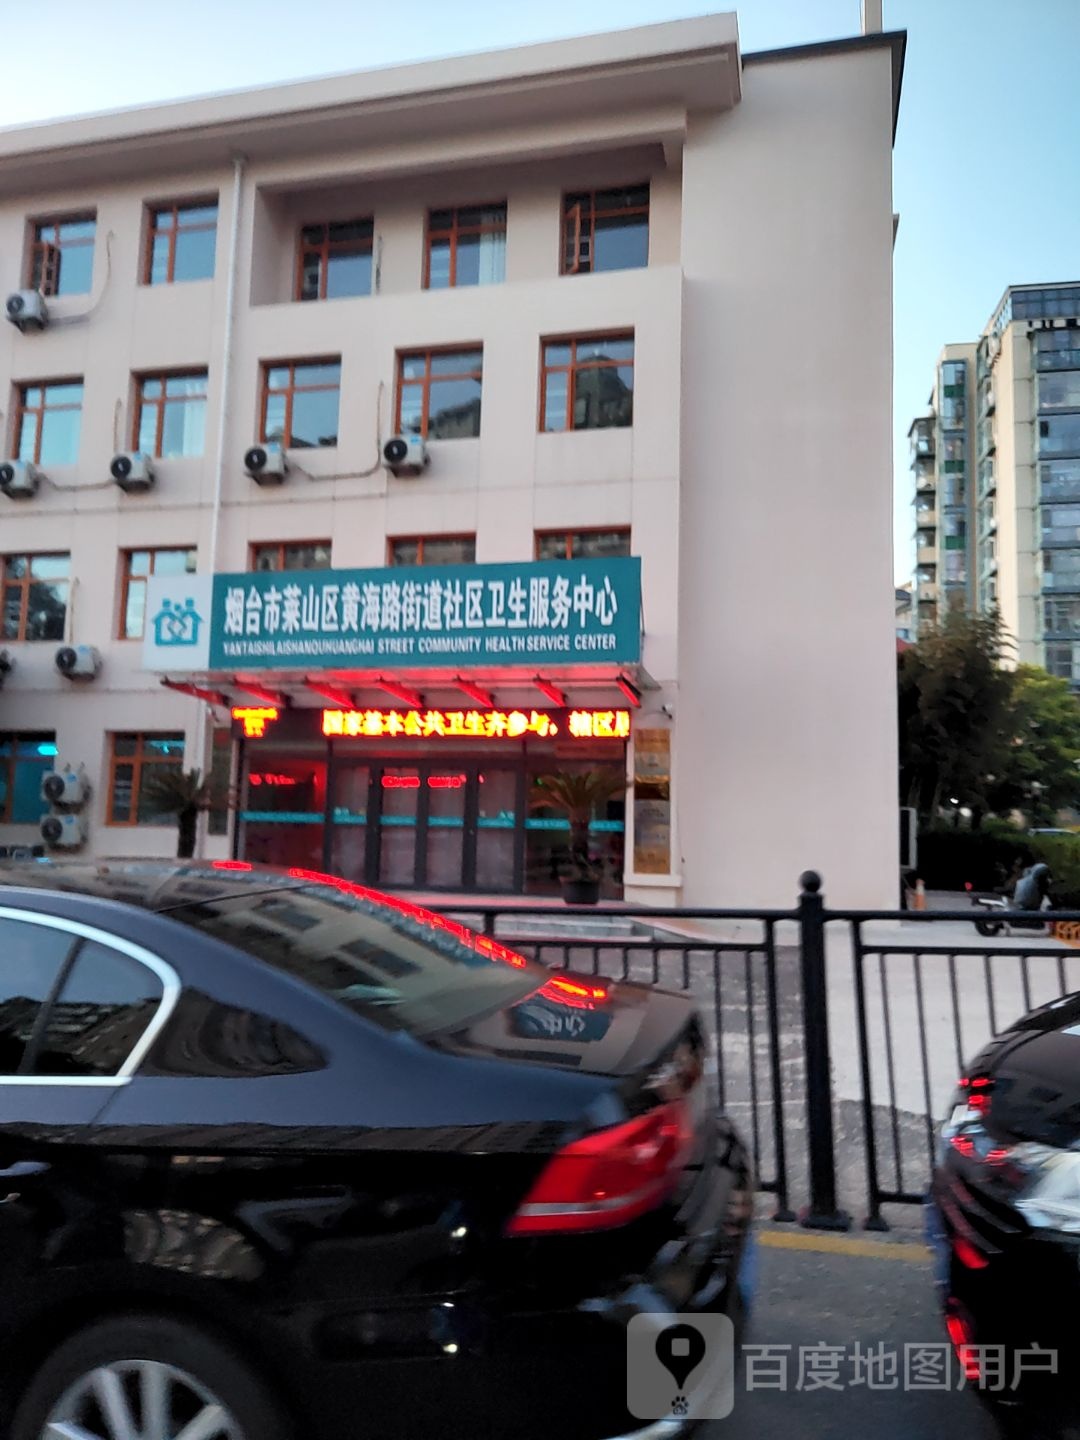 烟台市莱山区黄海路街道社区卫生服务中心
YANTAISHILAISHANQUHUANGHAI STREET COMMUNITY HEALTH SERVICE CENTER
国家基本公共卫生齐参与，辖区居
百度地图用户